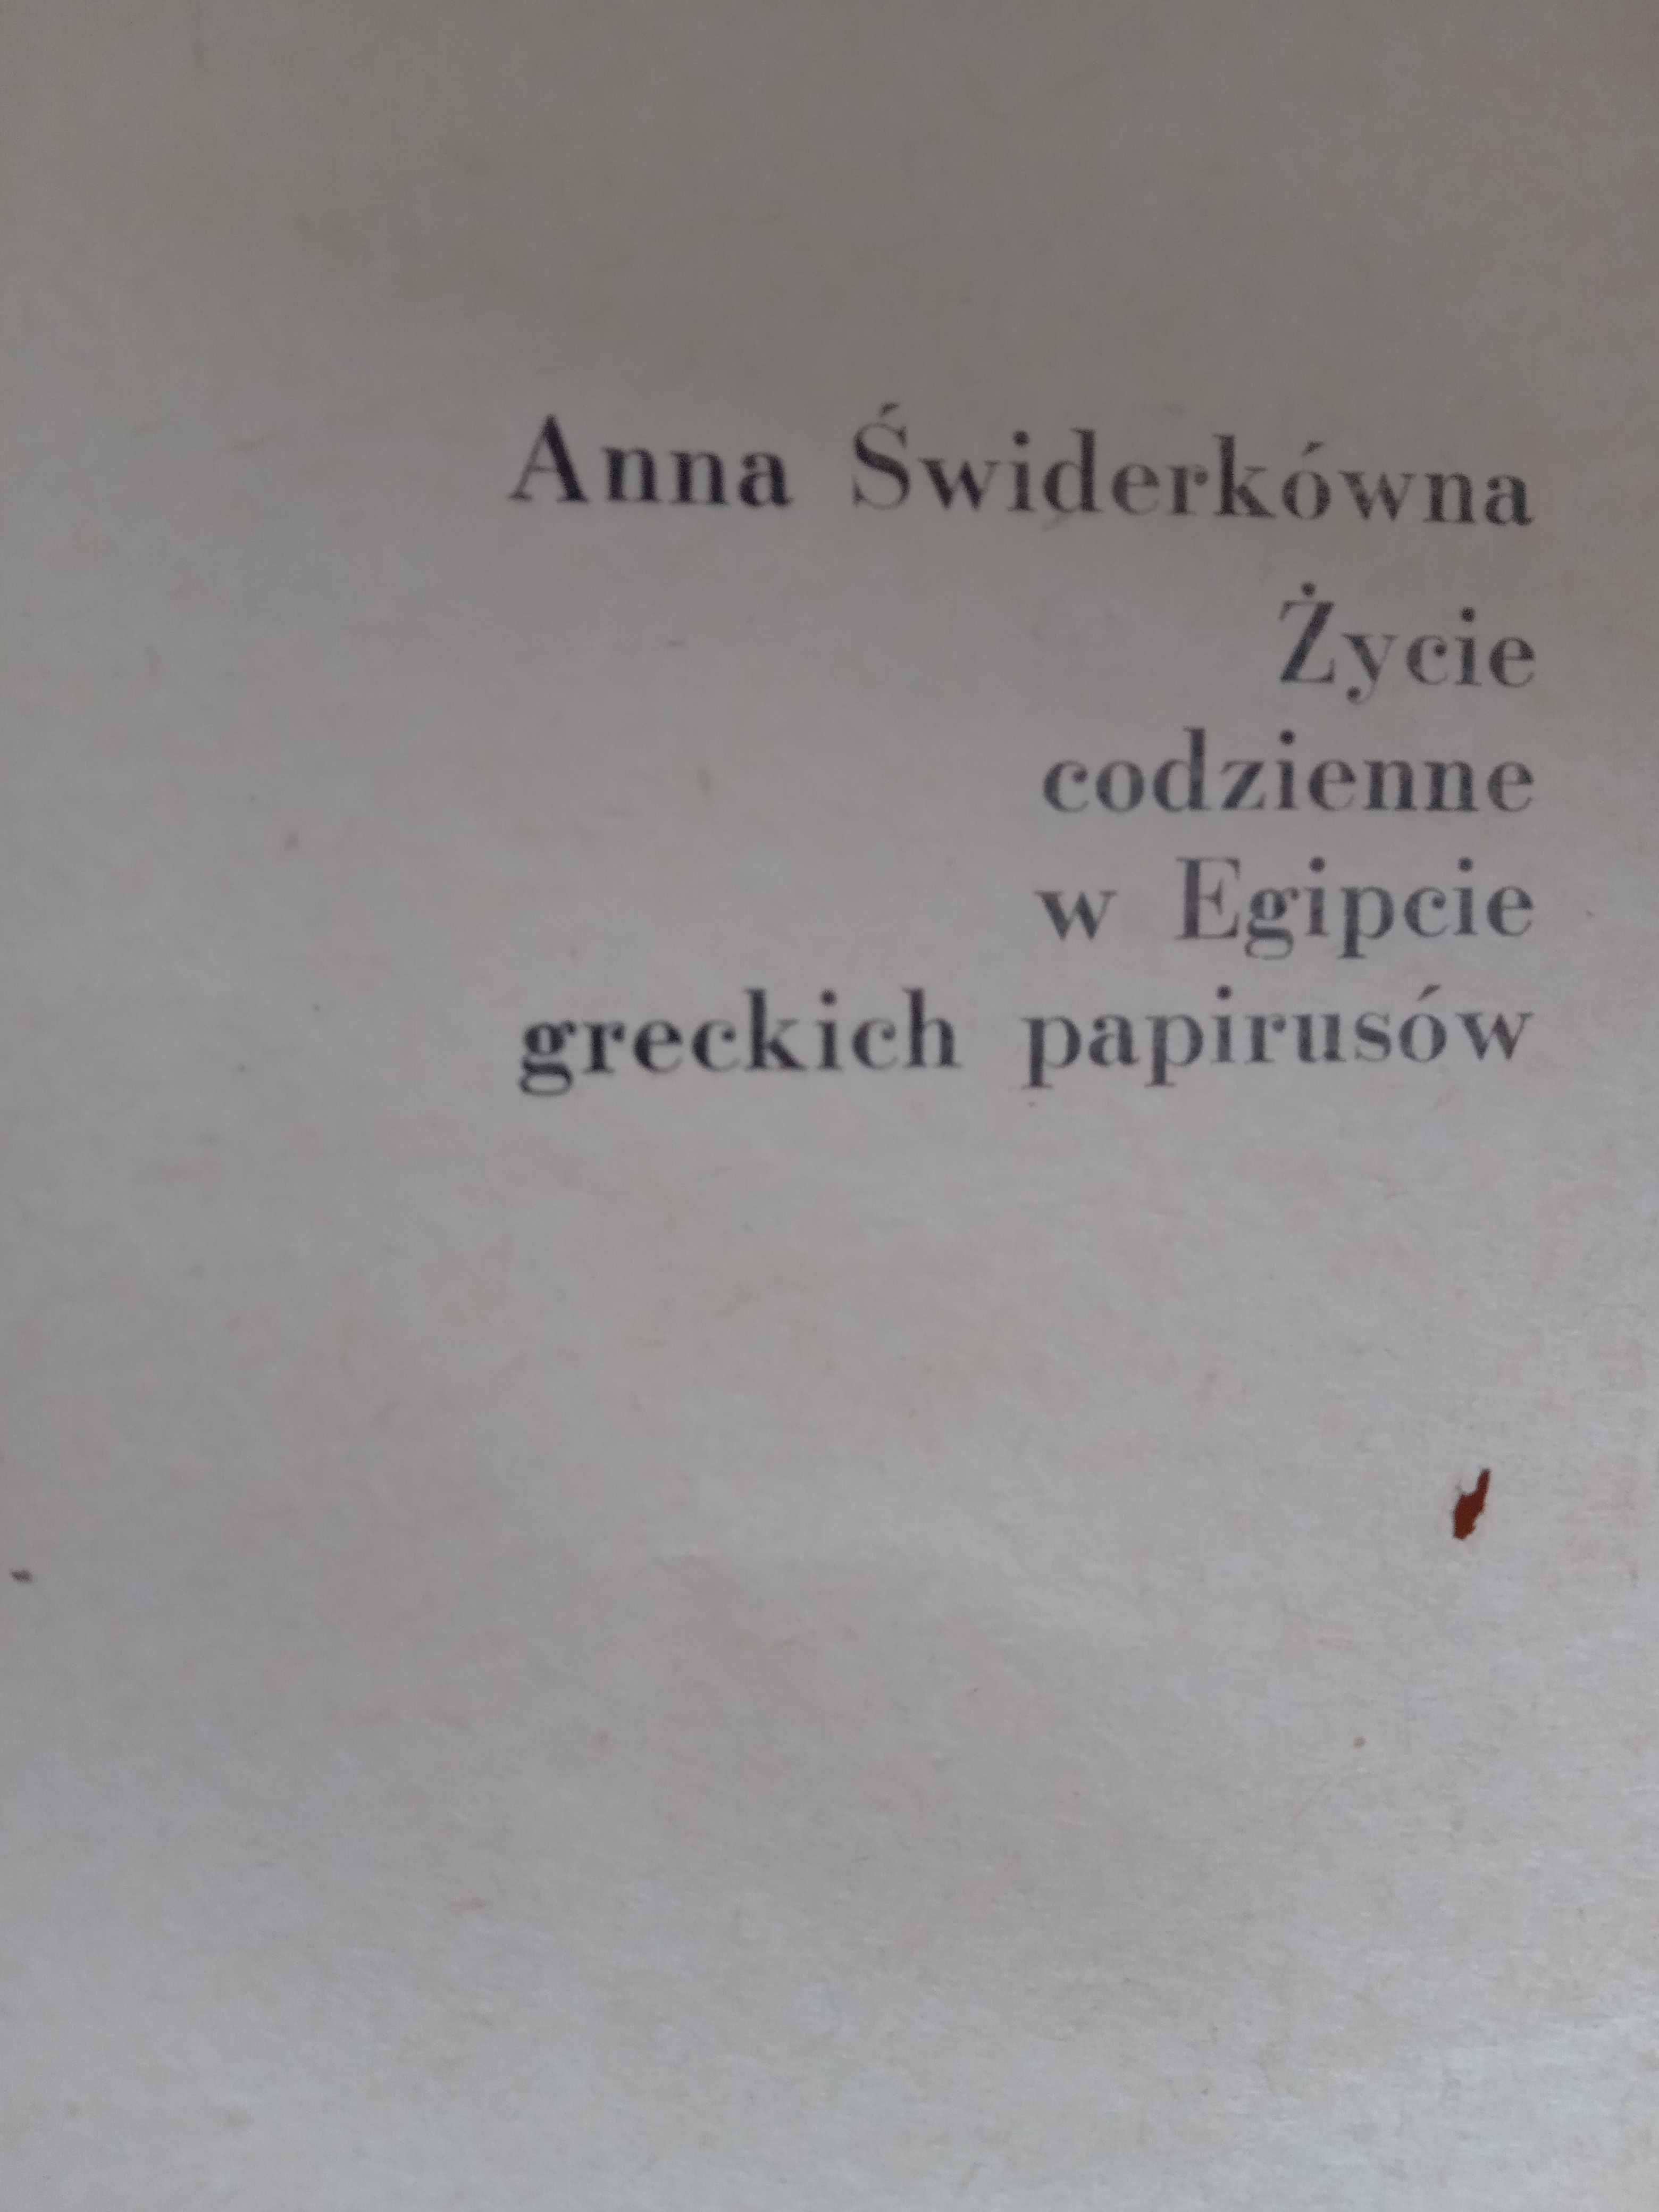 Anna Świderkówna
Życie
codzienne
w Egipcie
greckich papirusów